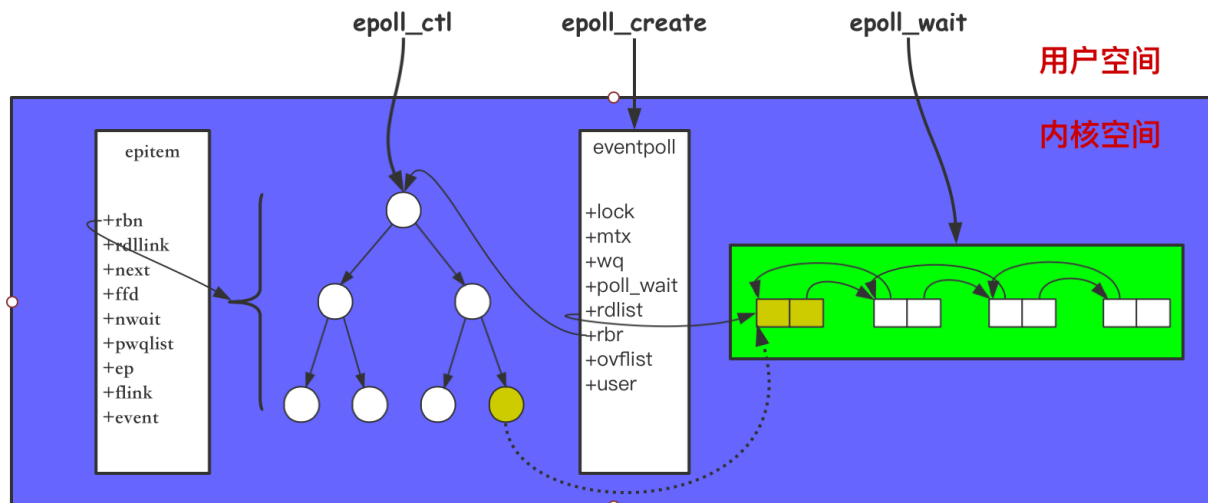 epoll_ctl
epoll_create
epoll_wait
用户空间
内核空间
epitem
+rbn
+rdllink
+next
+ffd
+nwait
+pwqlist
+ep
+flink
+event
eventpoll
+lock
+mtx
+wq
+poll_wait
+rdlist
+rbr
+ovflist
+user